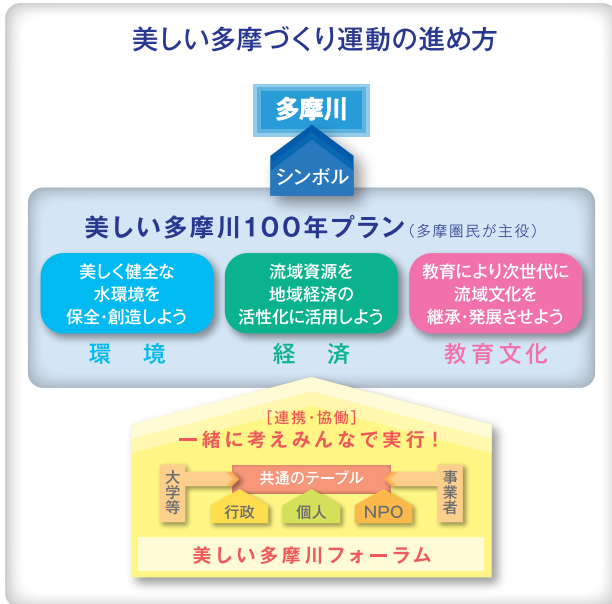 美しい多摩づくり運動の進め方
多摩川
シンボル
美しい多摩川100年プラン(多摩圏民が主役)
美しく健全な
水環境を
保全・創造しよう
環 境
流域資源を
地域経済の
活性化に活用しよう
経 済
教育により次世代に
流域文化を
継承・発展させよう
教育文化
[連携・協働]
一緒に考えみんなで実行!
大学等
共通のテーブル
事業者
行政
個人
NPO
美しい多摩川フォーラム